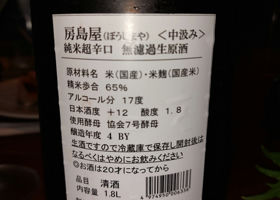 房島屋(ぼうじまや)〈中汲み〉
純米超辛口 無濾過生原酒
原材料名 米(国産)・米麹(国産米)
精米歩合 65%
アルコール分 17度
日本酒度 +12 酸度 1.8
使用酵母 協会7号酵母
醸造年度 4 BY
生酒ですので冷蔵庫で保存し開封後は
なるべくはやめにお飲みください
◎お酒は20才になってから
品目 清酒
内容量 1.8L